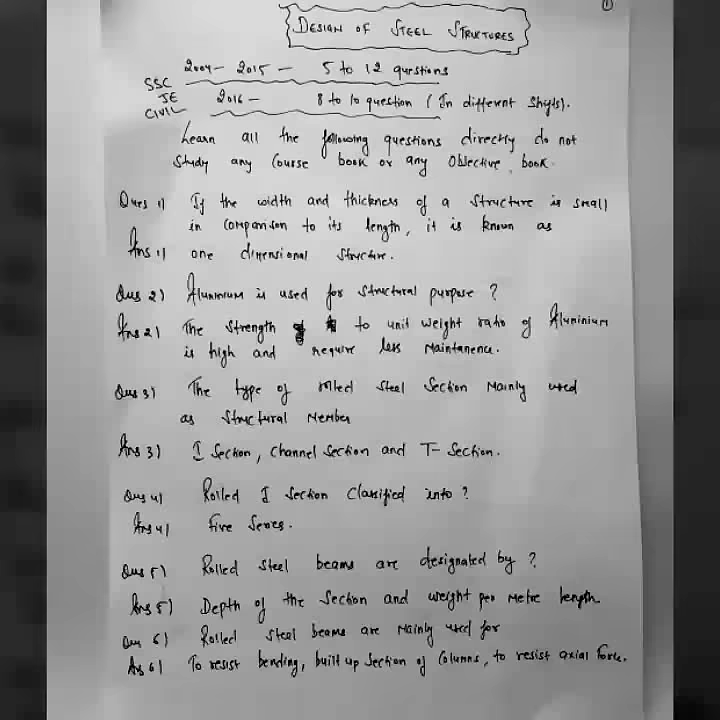 ①
DESIGN OF STEEL STRUCTURES
2004 - 2015 - 5 to 12 questions
SSC JE CIVIL
2016 - 8 to 10 question (In different Shifts).
Learn all the following questions directly do not
Study any Course book or any Objective book.
Ques 1) If the width and thickness of a structure is small
in comparison to its length, it is known as
Ans 1) one dimensional structure.
Ques 2) Aluminium is used for structural purpose ?
Ans 2) The strength to unit weight ratio of Aluminium
is high and require less Maintanence.
Ques 3) The type of rolled steel Section Mainly used
as structural Member
Ans 3) I Section, Channel Section and T- Section.
Ques 4) Rolled I Section Classified into ?
Ans 4) Five Series.
Ques 5) Rolled steel beams are designated by ?
Ans 5) Depth of the Section and weight per Metre length
Ques 6) Rolled steel beams are Mainly used for
Ans 6) To resist bending, built up Section of Columns, to resist axial force.